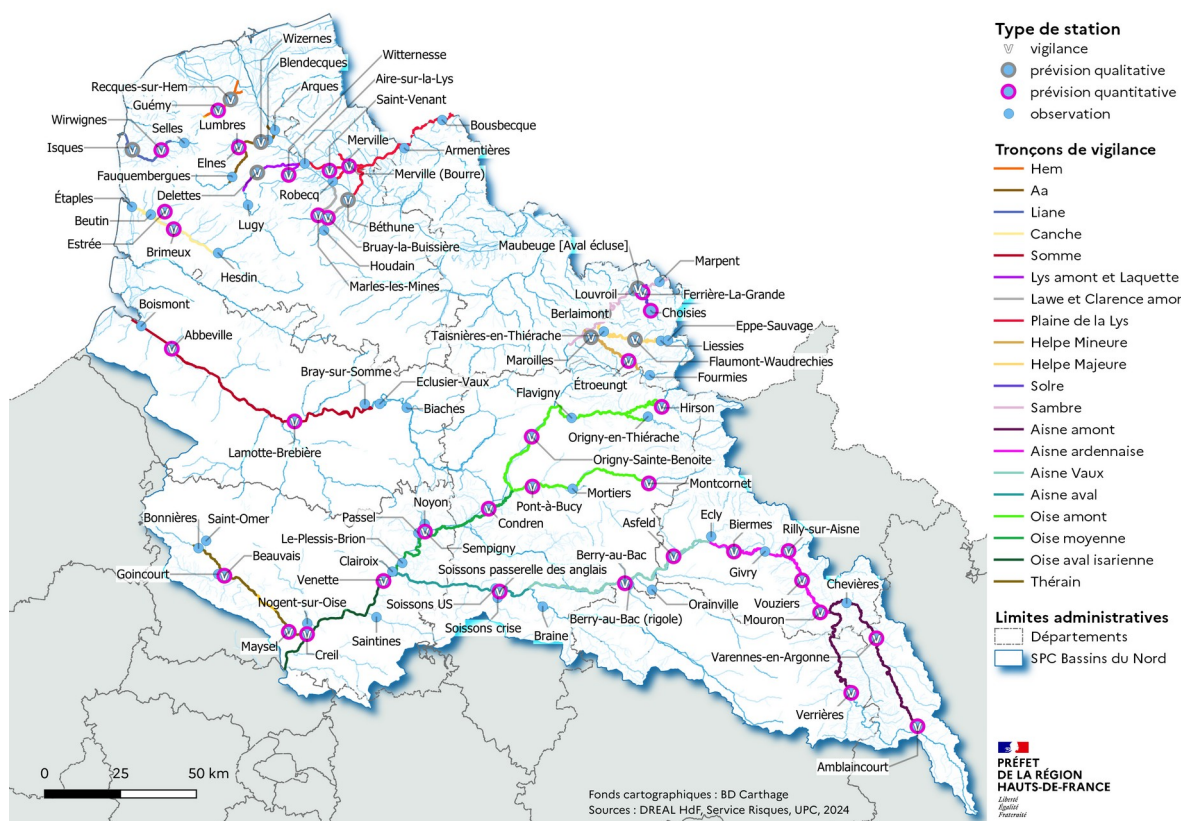 Wizernes
Blendecques
Witternesse
Aire-sur-la-Lys
Saint-Venant
Arques
Recques-sur-Hem
Guémy
Wirwignes
Selles
Lumbres
Isques
Elnes
Fauquembergues
Delettes
Merville
Bousbecque
Armentières
Merville (Bourre)
Robecq
Étaples
Beutin
Estrée
Brimeux
Lugy
Hesdin
Béthune
Bruay-la-Buissière
Houdain
Marles-les-Mines
Maubeuge [Aval écluse]
Marpent
Louvroil
Ferrière-La-Grande
Berlaimont
Choisies
Taisnières-en-Thiérache
Eppe-Sauvage
Liessies
Maroilles
Flaumont-Waudrechies
Étroeungt
Fourmies
Boismont
Abbeville
Bray-sur-Somme
Eclusier-Vaux
Biaches
Lamotte-Brebière
Flavigny
Hirson
Origny-en-Thiérache
Origny-Sainte-Benoite
Montcornet
Mortiers
Pont-à-Bucy
Noyon
Condren
Passel
Sempigny
Bonnières
Saint-Omer
Le-Plessis-Brion
Beauvais
Clairoix
Goincourt
Venette
Soissons passerelle des anglais
Berry-au-Bac
Asfeld
Ecly
Biermes
Rilly-sur-Aisne
Givry
Chevières
Nogent-sur-Oise
Soissons US
Orainville
Vouziers
Soissons crise
Berry-au-Bac (rigole)
Mouron
Maysel
Creil
Saintines
Braine
Varennes-en-Argonne
Verrières
Amblaincourt
0 25 50 km
Fonds cartographiques : BD Carthage
Sources : DREAL HdF, Service Risques, UPC, 2024
Type de station
V vigilance
prévision qualitative
prévision quantitative
observation
Tronçons de vigilance
Hem
Aa
Liane
Canche
Somme
Lys amont et Laquette
Lawe et Clarence amor
Plaine de la Lys
Helpe Mineure
Helpe Majeure
Solre
Sambre
Aisne amont
Aisne ardennaise
Aisne Vaux
Aisne aval
Oise amont
Oise moyenne
Oise aval isarienne
Thérain
Limites administratives
Départements
SPC Bassins du Nord
PRÉFET
DE LA RÉGION
HAUTS-DE-FRANCE
Liberté
Égalité
Fraternité